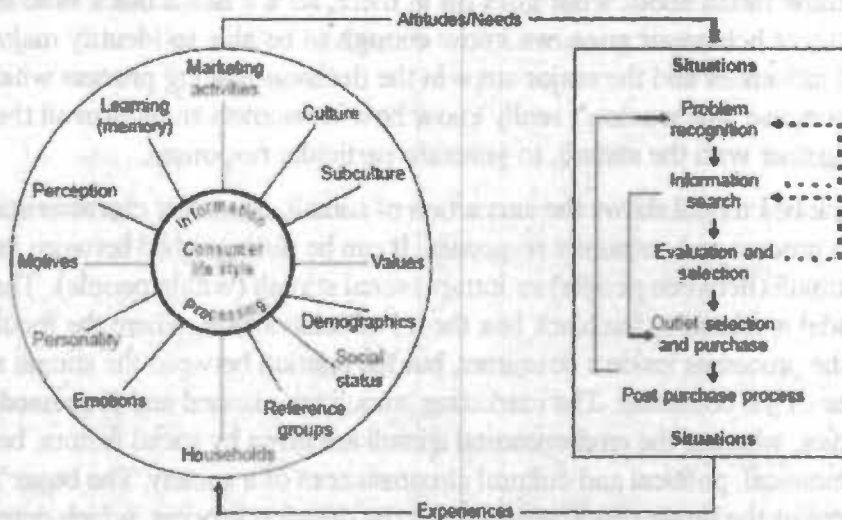 Altitudes/Needs
Marketing
activities
Learning
(memory)
Culture
Perception
Subculture
Information
Consumer
life style
processing
Motives
Values
Personality
Demographics
Social
status
Emotions
Reference
groups
Households
Situations
Problem
recognition
Information
search
Evaluation and
selection
Outlet selection
and purchase
Post purchase process
Situations
Experiences